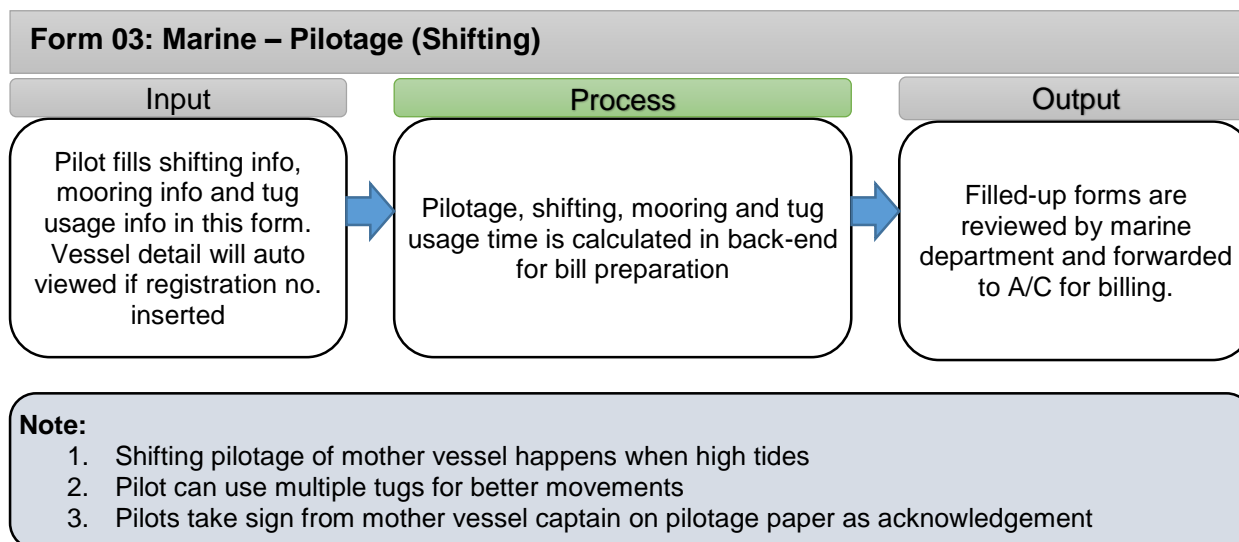 Form 03: Marine – Pilotage (Shifting)
Input
Process
Output
Pilot fills shifting info,
mooring info and tug
usage info in this form.
Vessel detail will auto
viewed if registration no.
inserted
Pilotage, shifting, mooring and tug
usage time is calculated in back-end
for bill preparation
Filled-up forms are
reviewed by marine
department and forwarded
to A/C for billing.
Note:
1. Shifting pilotage of mother vessel happens when high tides
2. Pilot can use multiple tugs for better movements
3. Pilots take sign from mother vessel captain on pilotage paper as acknowledgement